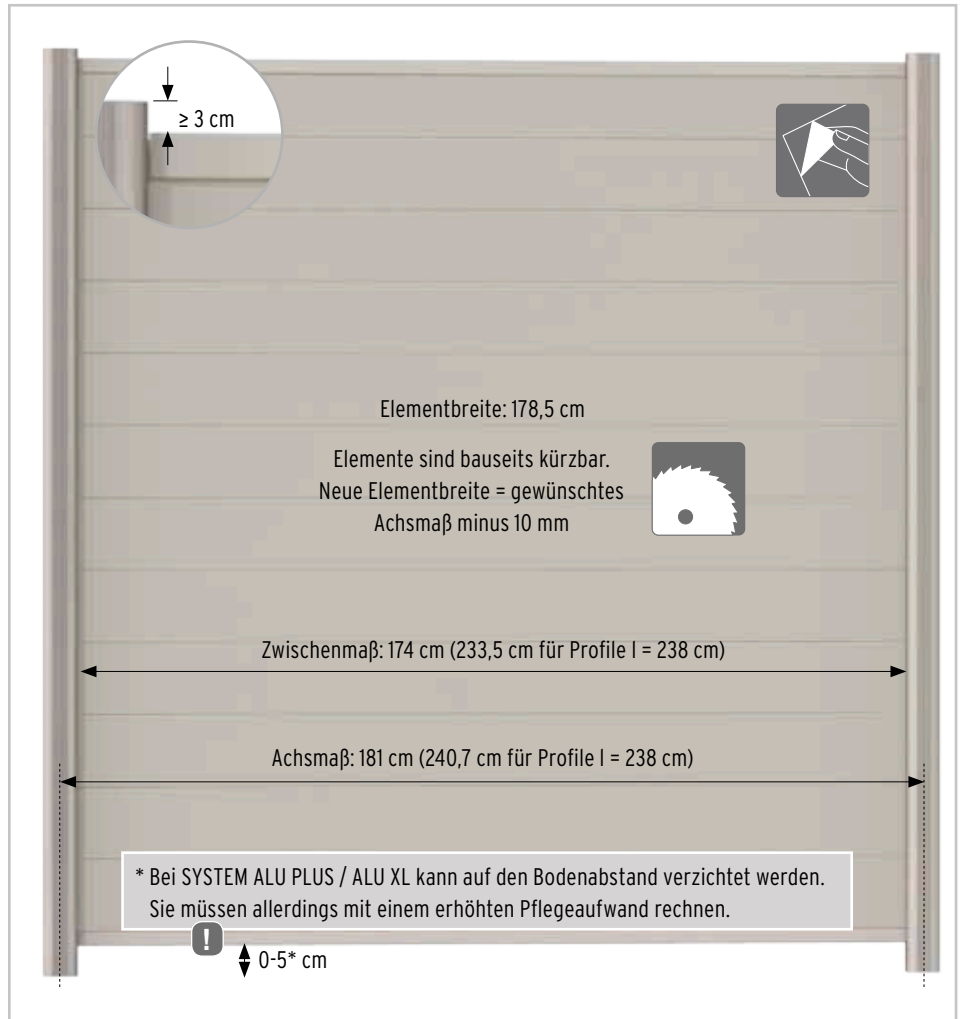 ≥ 3 cm
Elementbreite: 178,5 cm
Elemente sind bauseits kürzbar.
Neue Elementbreite = gewünschtes
Achsmaß minus 10 mm
Zwischenmaß: 174 cm (233,5 cm für Profile l = 238 cm)
Achsmaß: 181 cm (240,7 cm für Profile l = 238 cm)
* Bei SYSTEM ALU PLUS / ALU XL kann auf den Bodenabstand verzichtet werden.
Sie müssen allerdings mit einem erhöhten Pflegeaufwand rechnen.
!
0-5* cm